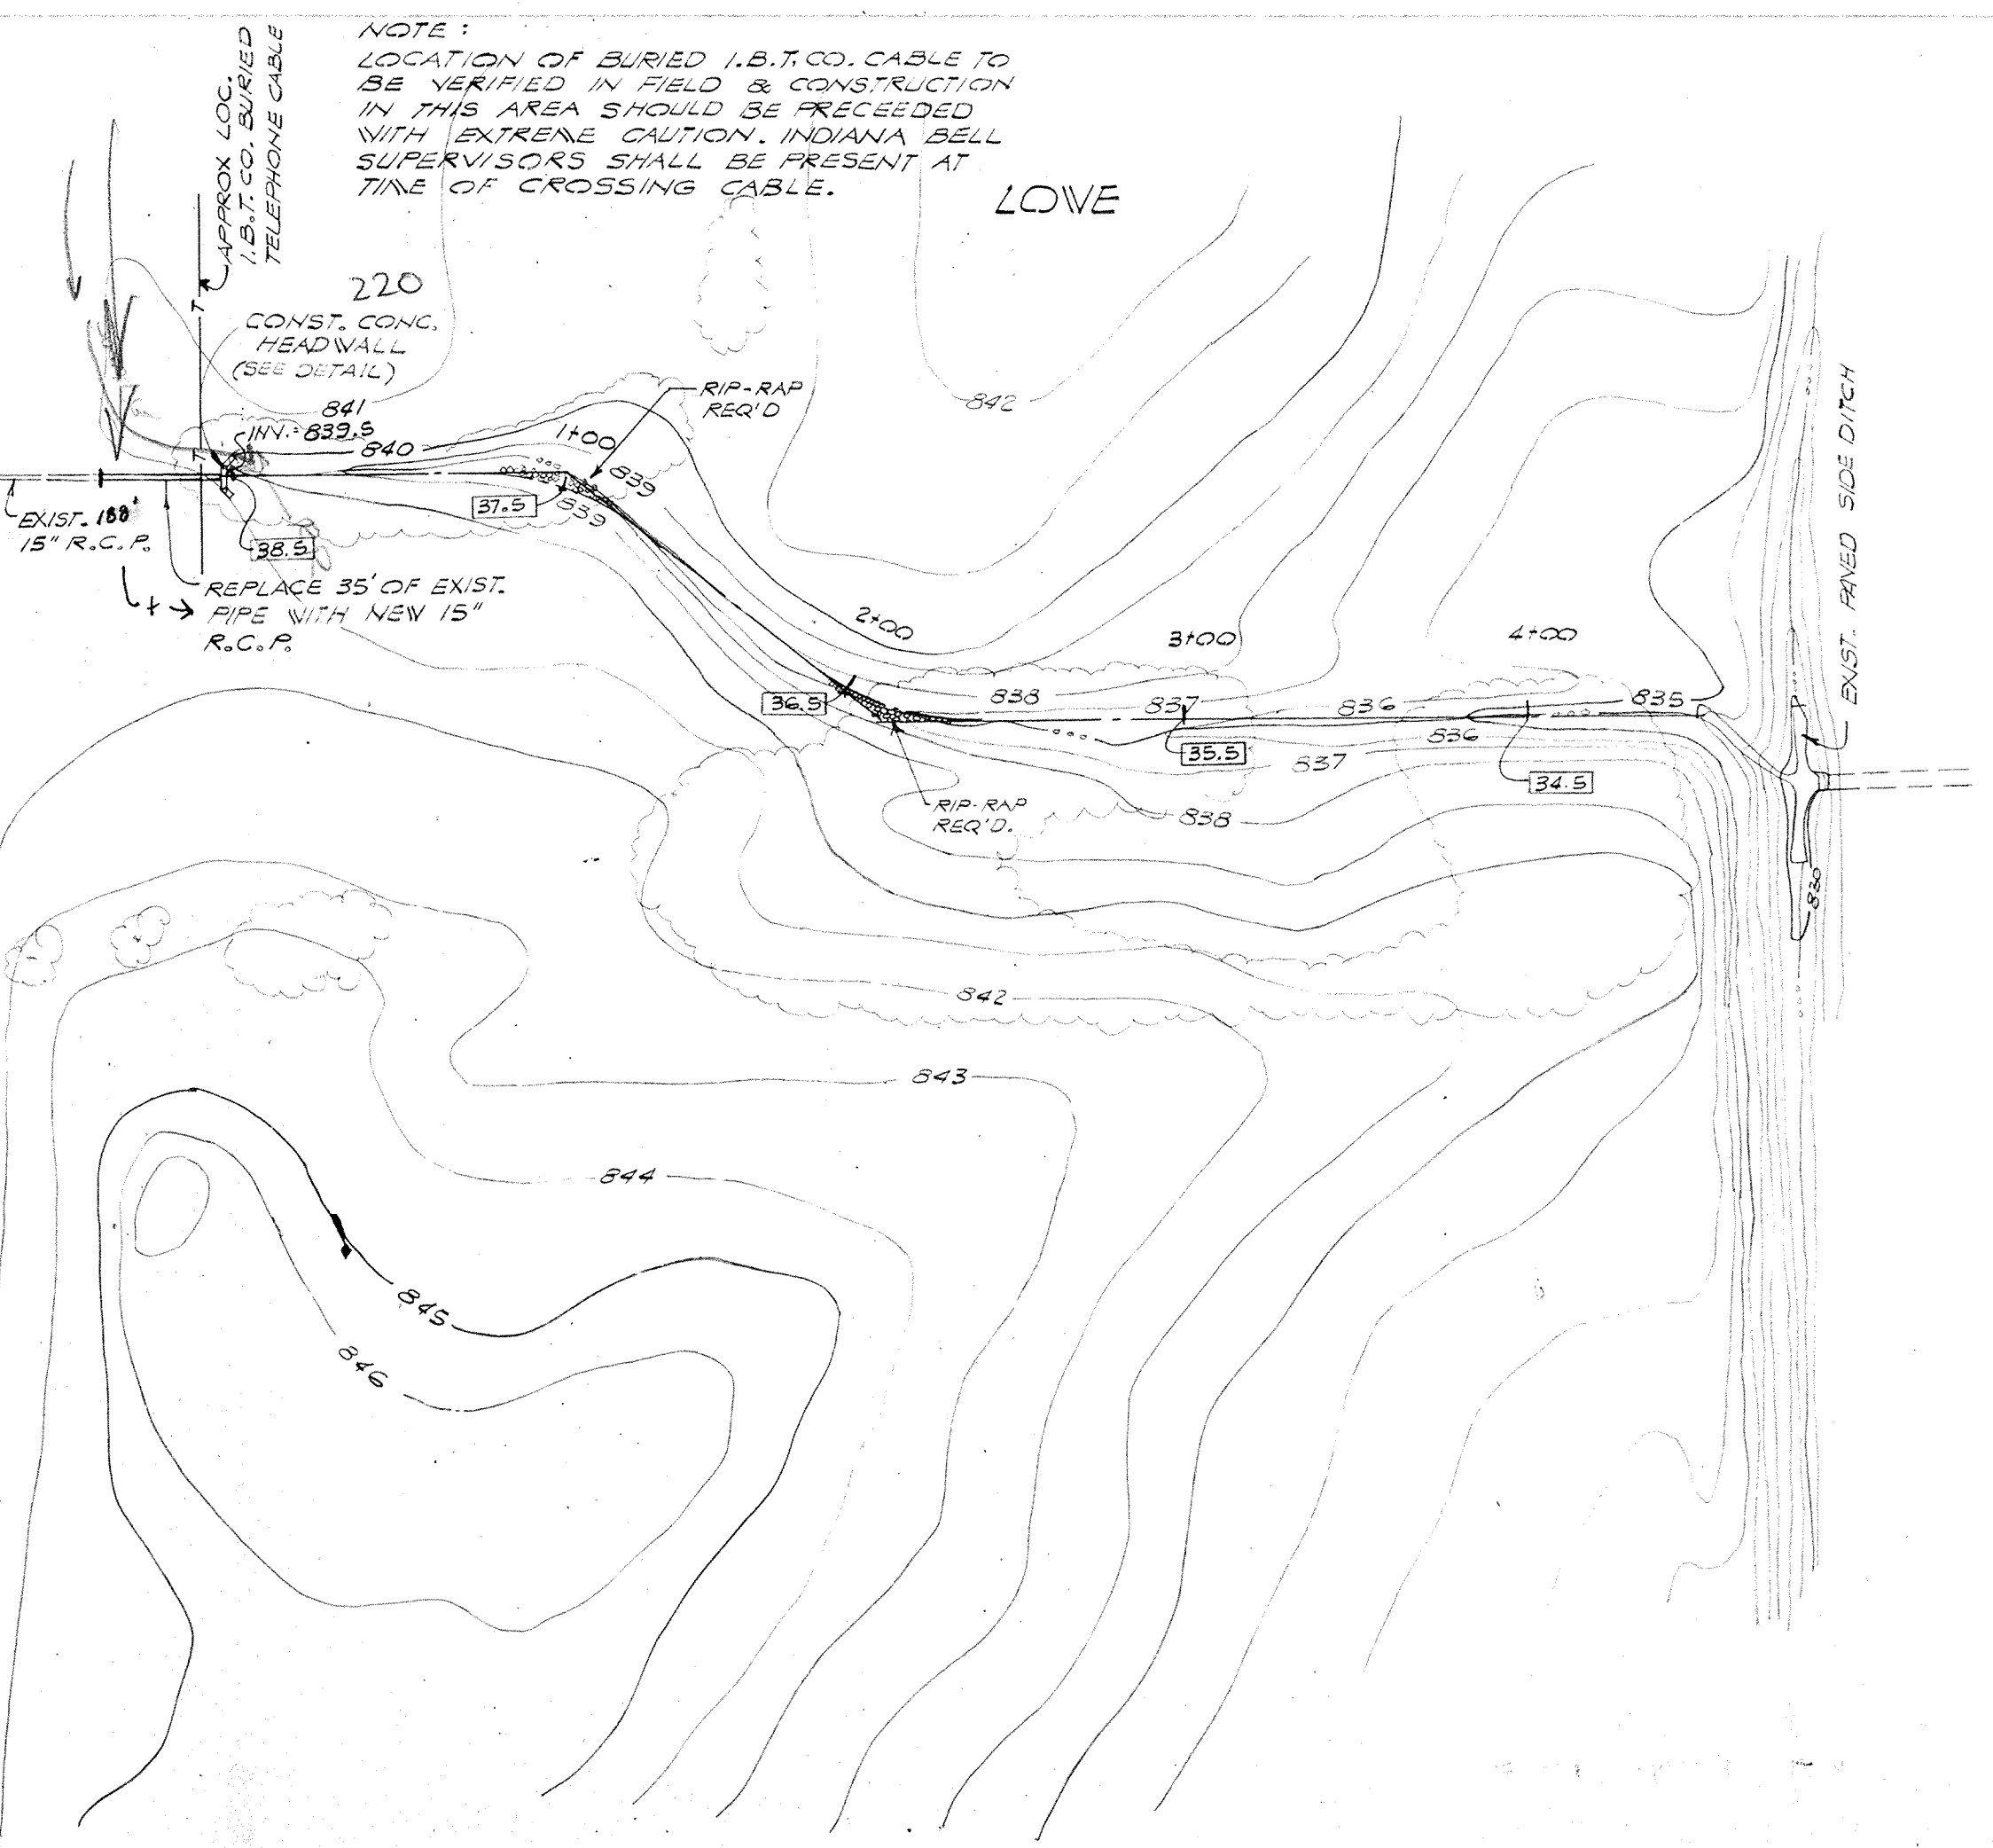 NOTE :
LOCATION OF BURIED I.B.T. CO. CABLE TO
BE VERIFIED IN FIELD & CONSTRUCTION
IN THIS AREA SHOULD BE PRECEEDED
WITH EXTREME CAUTION. INDIANA BELL
SUPERVISORS SHALL BE PRESENT AT
TIME OF CROSSING CABLE.
APPROX LOC.
I.B.T. CO. BURIED
TELEPHONE CABLE
LOWE
220
CONST. CONC.
HEADWALL
(SEE DETAIL)
T
841
INV.= 839.5
840
T
1+00
RIP-RAP
REQ'D
842
839
37.5
839
EXIST. 188'
15" R.C.P.
38.5
REPLACE 35' OF EXIST.
PIPE WITH NEW 15"
R.C.P.
2+00
3+00
4+00
EXIST. PAVED SIDE DITCH
36.5
838
837
836
835
836
35.5
837
34.5
RIP-RAP
REQ'D.
838
830
842
843
844
845
846